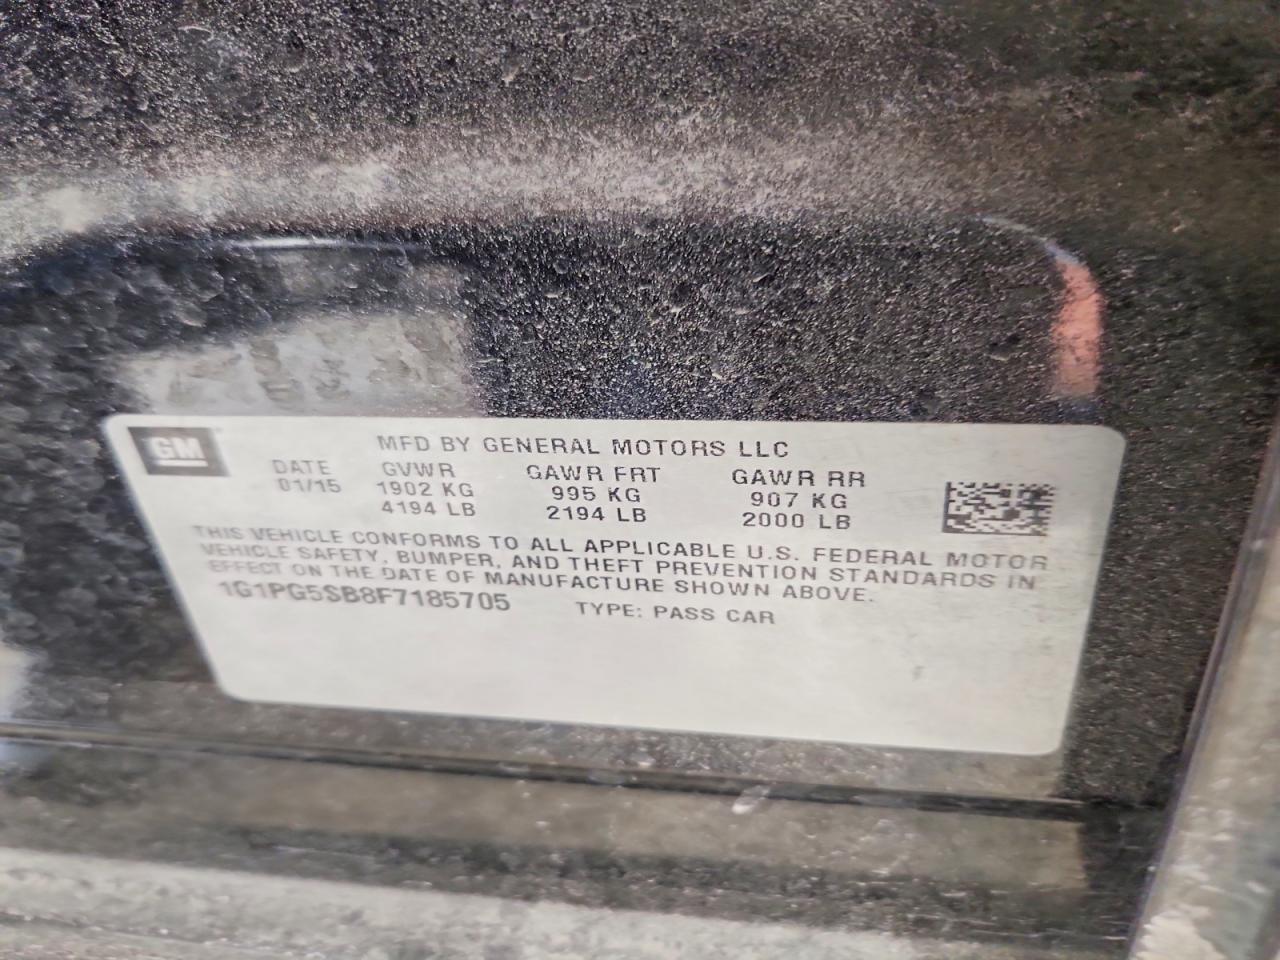 GM
MFD BY GENERAL MOTORS LLC
DATE GVWR GAWR FRT GAWR RR
01/15 1902 KG 995 KG 907 KG
4194 LB 2194 LB 2000 LB
THIS VEHICLE CONFORMS TO ALL APPLICABLE U.S. FEDERAL MOTOR
VEHICLE SAFETY, BUMPER, AND THEFT PREVENTION STANDARDS IN
EFFECT ON THE DATE OF MANUFACTURE SHOWN ABOVE.
1G1PG5SB8F7185705 TYPE: PASS CAR